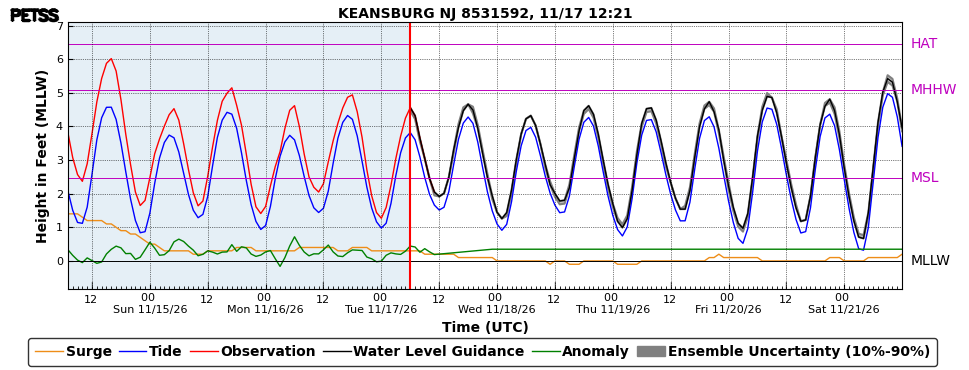 PETSS
KEANSBURG NJ 8531592, 11/17 12:21
Height in Feet (MLLW)
7
6
5
4
3
2
1
0
HAT
MHHW
MSL
MLLW
12 00 12 00 12 00 12 00 12 00 12 00 12 00
Sun 11/15/26 Mon 11/16/26 Tue 11/17/26 Wed 11/18/26 Thu 11/19/26 Fri 11/20/26 Sat 11/21/26
Time (UTC)
Surge Tide Observation Water Level Guidance Anomaly Ensemble Uncertainty (10%-90%)